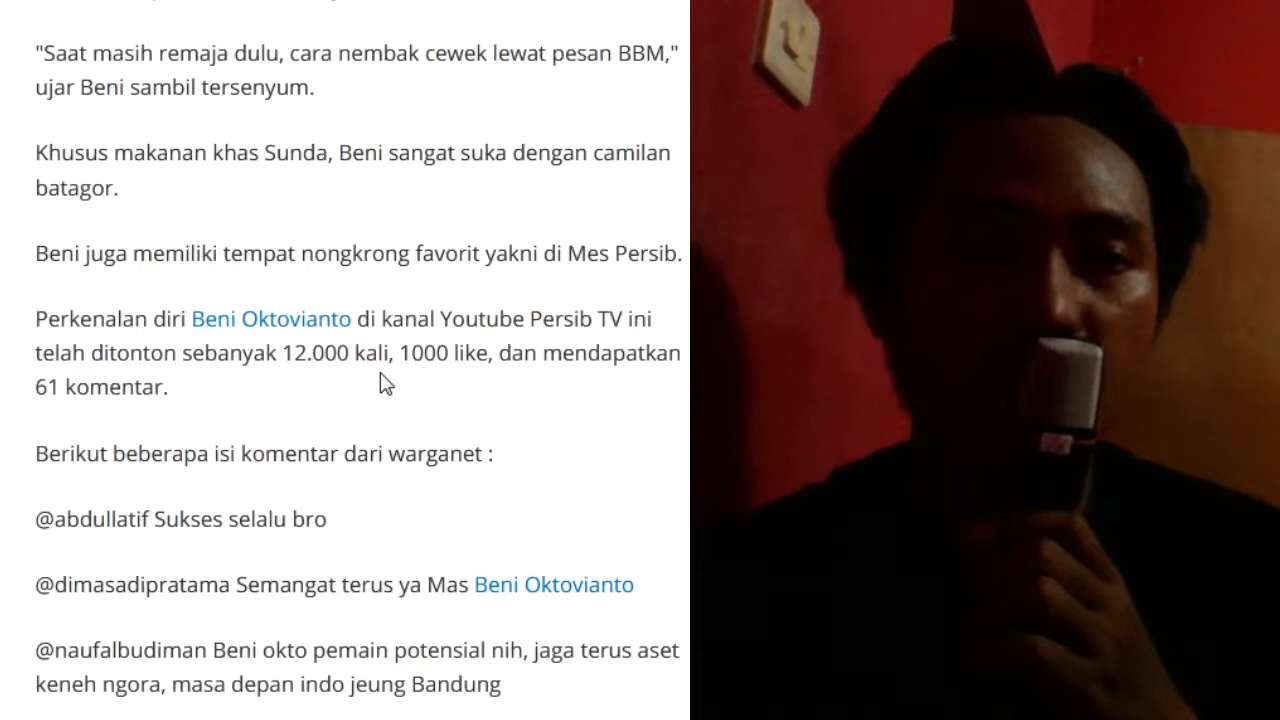 "Saat masih remaja dulu, cara nembak cewek lewat pesan BBM,"
ujar Beni sambil tersenyum.
Khusus makanan khas Sunda, Beni sangat suka dengan camilan
batagor.
Beni juga memiliki tempat nongkrong favorit yakni di Mes Persib.
Perkenalan diri Beni Oktovianto di kanal Youtube Persib TV ini
telah ditonton sebanyak 12.000 kali, 1000 like, dan mendapatkan
61 komentar.
Berikut beberapa isi komentar dari warganet :
@abdullatif Sukses selalu bro
@dimasadipratama Semangat terus ya Mas Beni Oktovianto
@naufalbudiman Beni okto pemain potensial nih, jaga terus aset
keneh ngora, masa depan indo jeung Bandung